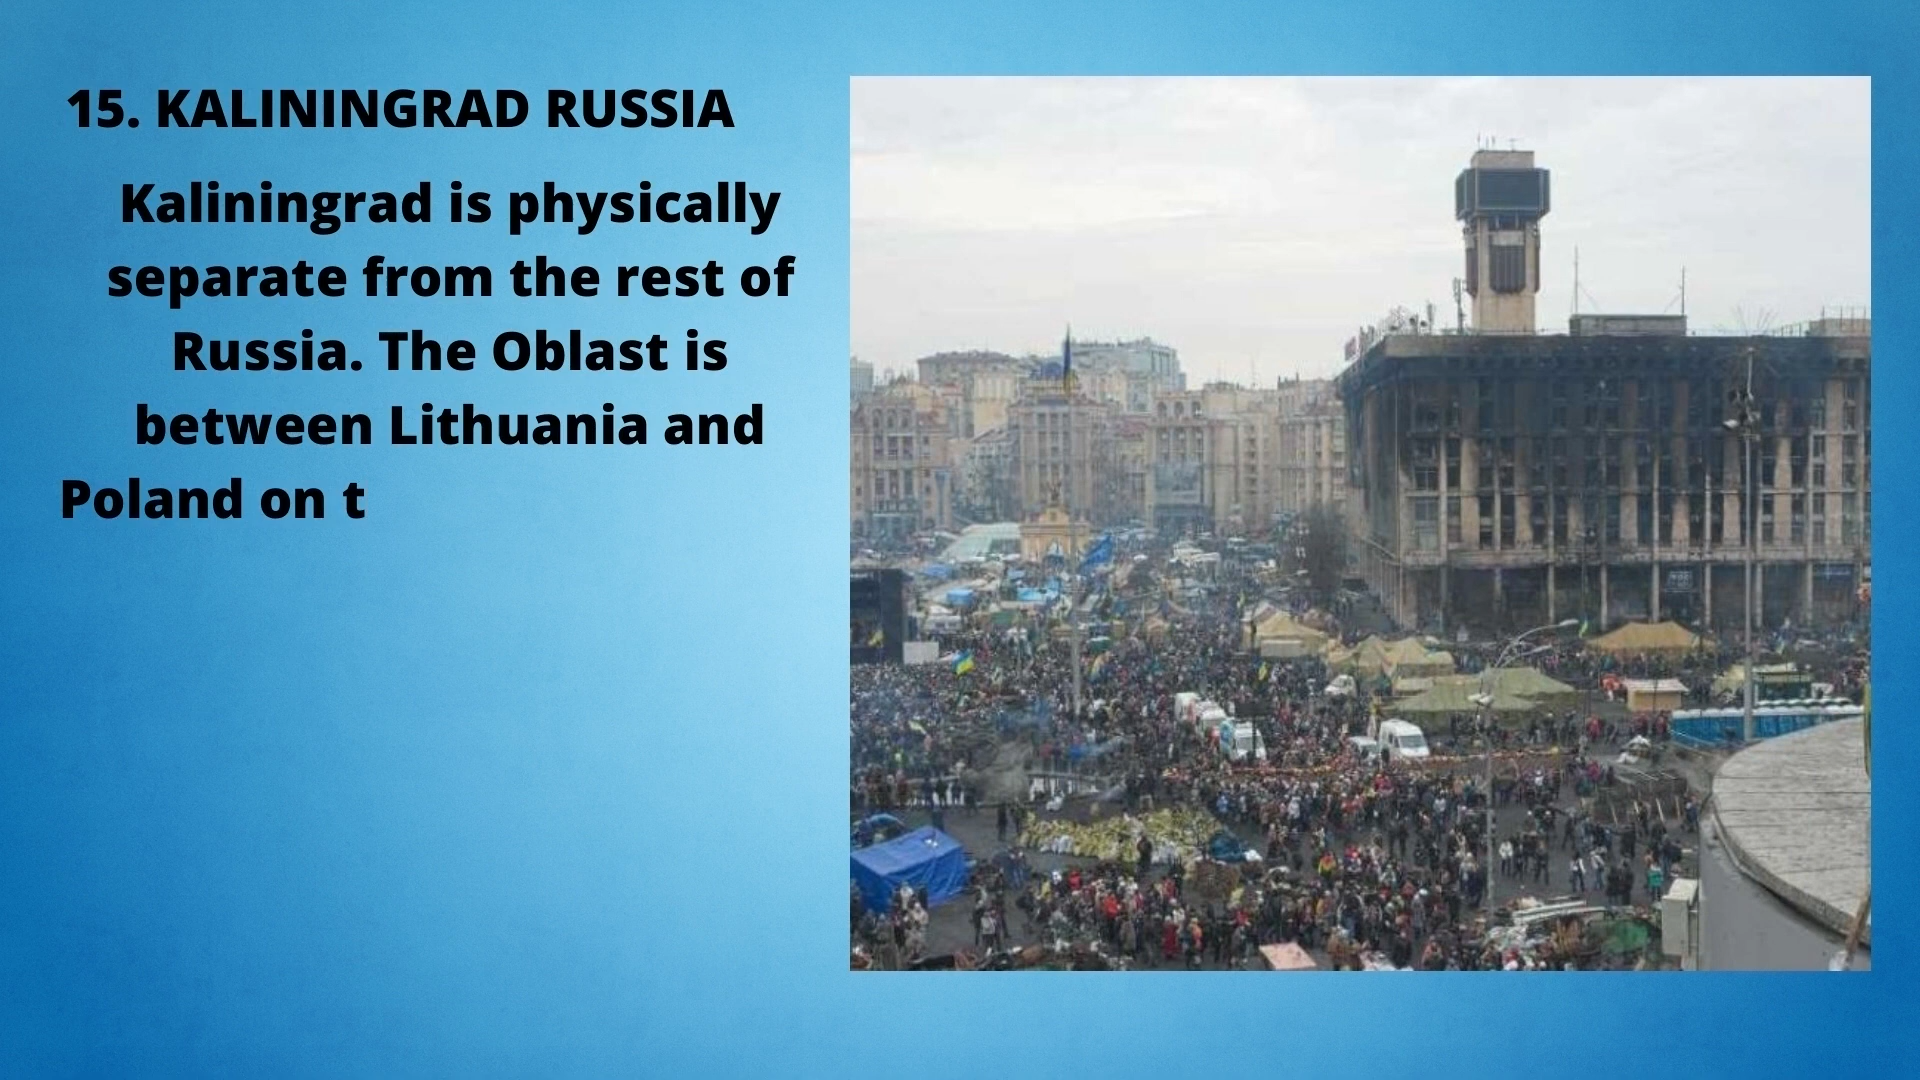 15. KALININGRAD RUSSIA
Kaliningrad is physically
separate from the rest of
Russia. The Oblast is
between Lithuania and
Poland on t